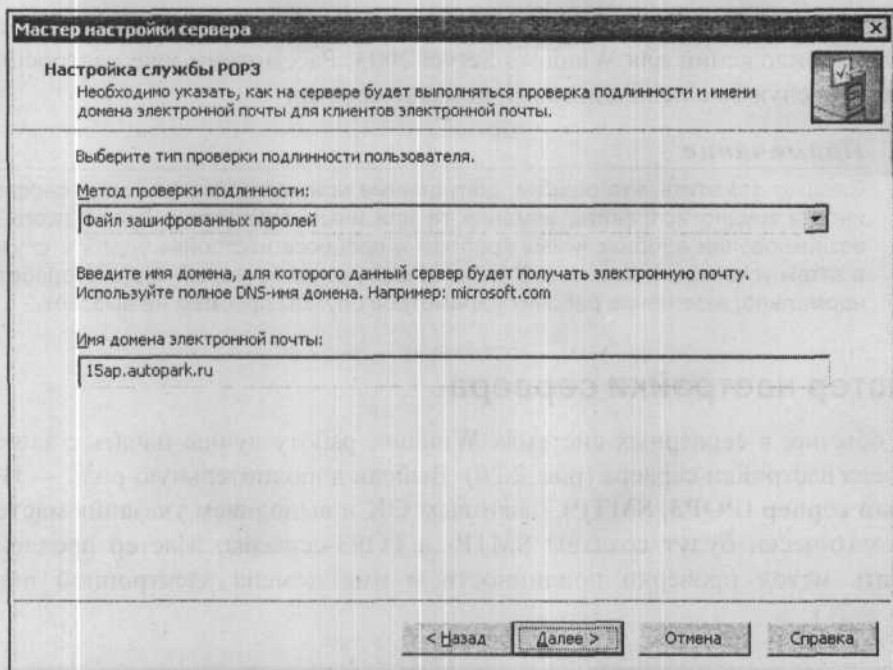 Мастер настройки сервера
Настройка службы POP3
Необходимо указать, как на сервере будет выполняться проверка подлинности и имени
домена электронной почты для клиентов электронной почты.
Выберите тип проверки подлинности пользователя.
Метод проверки подлинности:
Файл зашифрованных паролей
Введите имя домена, для которого данный сервер будет получать электронную почту.
Используйте полное DNS-имя домена. Например: microsoft.com
Имя домена электронной почты:
15ap.autopark.ru
< Назад
Далее >
Отмена
Справка